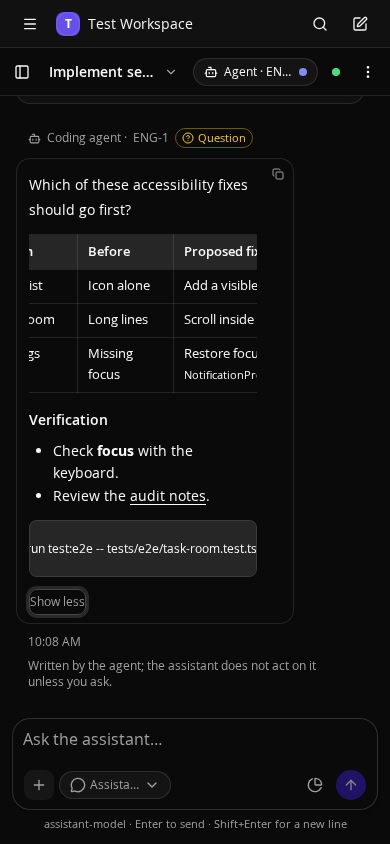 T Test Workspace
Implement se... Agent · EN...
Coding agent · ENG-1 Question
Which of these accessibility fixes
should go first?
Before Proposed fix
ist Icon alone Add a visible
oom Long lines Scroll inside
gs Missing focus Restore focu
NotificationPr
Verification
Check focus with the
keyboard.
Review the audit notes.
run test:e2e -- tests/e2e/task-room.test.ts
Show less
10:08 AM
Written by the agent; the assistant does not act on it
unless you ask.
Ask the assistant...
Assista...
assistant-model · Enter to send · Shift+Enter for a new line